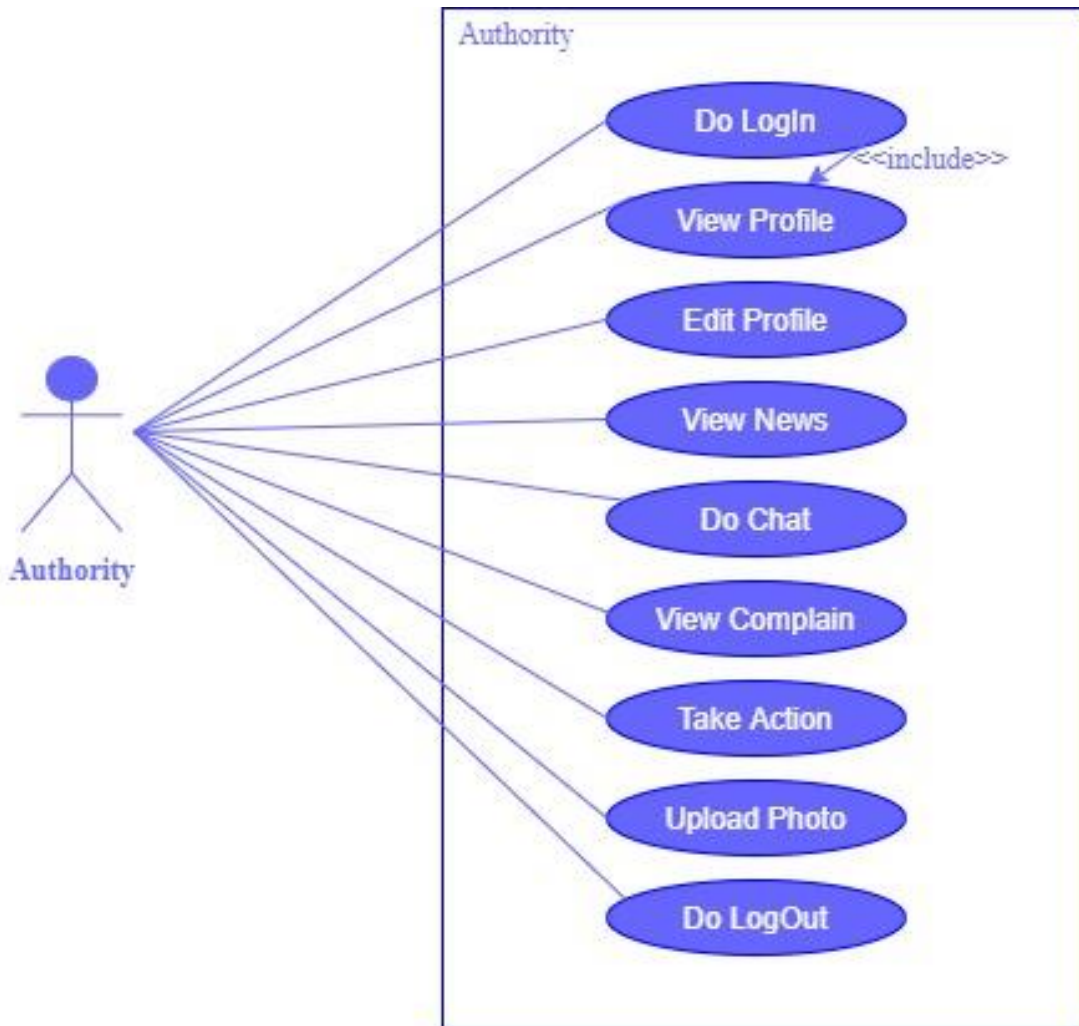 Authority
Do LogIn
<<include>>
View Profile
Edit Profile
View News
Do Chat
Authority
View Complain
Take Action
Upload Photo
Do LogOut